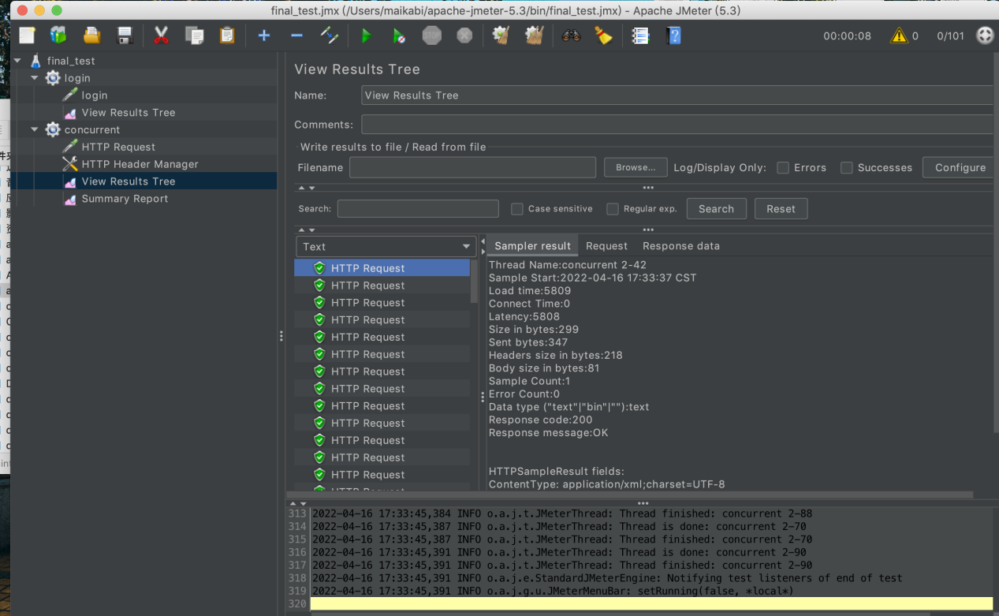 final_test.jmx (/Users/maikabi/apache-jmeter-5.3/bin/final_test.jmx) - Apache JMeter (5.3)
STOP
00:00:08
0
0/101
final_test
login
login
View Results Tree
concurrent
HTTP Request
HTTP Header Manager
View Results Tree
Summary Report
View Results Tree
Name: View Results Tree
Comments:
Write results to file / Read from file
Filename Browse... Log/Display Only: Errors Successes Configure
Search: Case sensitive Regular exp. Search Reset
Text
HTTP Request
HTTP Request
HTTP Request
HTTP Request
HTTP Request
HTTP Request
HTTP Request
HTTP Request
HTTP Request
HTTP Request
HTTP Request
HTTP Request
HTTP Request
HTTP Request
Sampler result Request Response data
Thread Name:concurrent 2-42
Sample Start:2022-04-16 17:33:37 CST
Load time:5809
Connect Time:0
Latency:5808
Size in bytes:299
Sent bytes:347
Headers size in bytes:218
Body size in bytes:81
Sample Count:1
Error Count:0
Data type ("text"|"bin"|""):text
Response code:200
Response message:OK
HTTPSampleResult fields:
ContentType: application/xml;charset=UTF-8
313 2022-04-16 17:33:45,384 INFO o.a.j.t.JMeterThread: Thread finished: concurrent 2-88
314 2022-04-16 17:33:45,387 INFO o.a.j.t.JMeterThread: Thread is done: concurrent 2-70
315 2022-04-16 17:33:45,387 INFO o.a.j.t.JMeterThread: Thread finished: concurrent 2-70
316 2022-04-16 17:33:45,391 INFO o.a.j.t.JMeterThread: Thread is done: concurrent 2-90
317 2022-04-16 17:33:45,391 INFO o.a.j.t.JMeterThread: Thread finished: concurrent 2-90
318 2022-04-16 17:33:45,391 INFO o.a.j.e.StandardJMeterEngine: Notifying test listeners of end of test
319 2022-04-16 17:33:45,391 INFO o.a.j.g.u.JMeterMenuBar: setRunning(false, *local*)
320